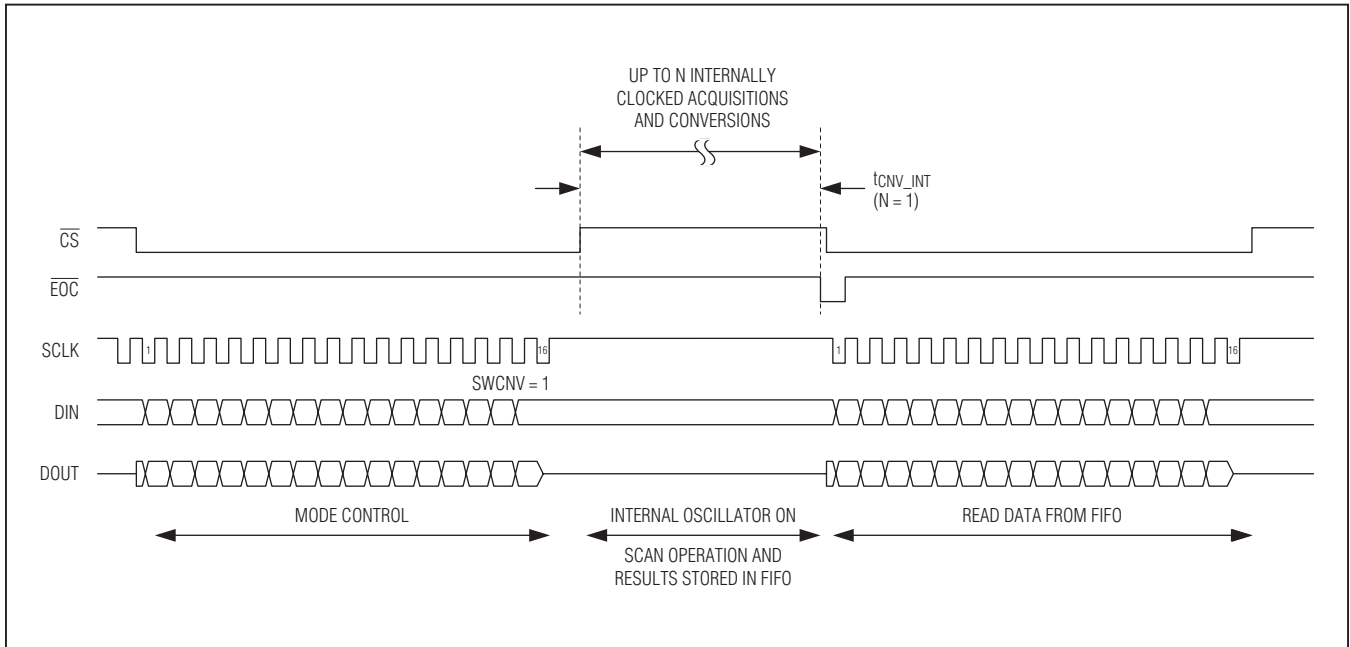 UP TO N INTERNALLY
CLOCKED ACQUISITIONS
AND CONVERSIONS
tCNV_INT
(N = 1)
CS
EOC
SCLK
1
16
1
16
SWCNV = 1
DIN
DOUT
MODE CONTROL
INTERNAL OSCILLATOR ON
READ DATA FROM FIFO
SCAN OPERATION AND
RESULTS STORED IN FIFO